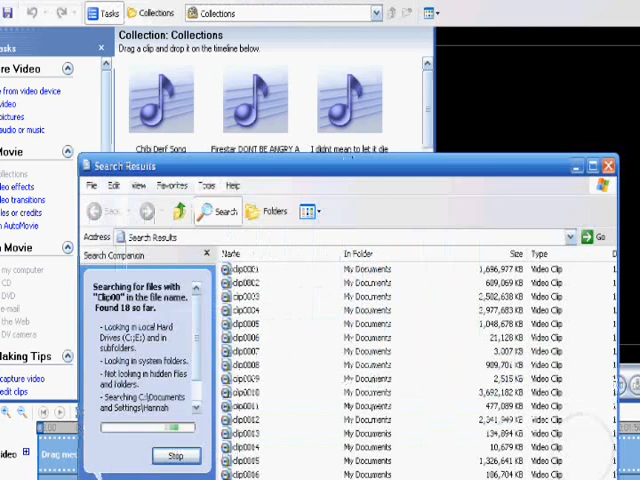 Tasks
Collections
Collections
Collection: Collections
Drag a clip and drop it on the timeline below.
asks
re Video
e from video device
video
pictures
audio or music
Movie
ollections
deo effects
deo transitions
les or credits
n AutoMovie
h Movie
my computer
CD
DVD
e-mail
the Web
DV camera
Making Tips
capture video
edit clips
Chib Derf Song
Firestar DONT BE ANGRY A
I didnt mean to let it die
Search Results
File Edit View Favorites Tools Help
Back
Search
Folders
Address
Search Results
Go
Search Companion
Searching for files with
"Clip00" in the file name.
Found 18 so far.
- Looking in Local Hard
Drives (C:;E:) and in
subfolders.
- Looking in system folders.
- Not looking in hidden files
and folders.
- Searching C:\Documents
and Settings\Hannah
Stop
Name In Folder Size Type
clip0001 My Documents 1,696,977 KB Video Clip
clip0002 My Documents 609,069 KB Video Clip
clip0003 My Documents 2,582,638 KB Video Clip
clip0004 My Documents 2,977,683 KB Video Clip
clip0005 My Documents 1,048,678 KB Video Clip
clip0006 My Documents 21,128 KB Video Clip
clip0007 My Documents 3,007 KB Video Clip
clip0008 My Documents 909,701 KB Video Clip
clip0009 My Documents 2,515 KB Video Clip
clip0010 My Documents 3,692,182 KB Video Clip
clip0011 My Documents 477,089 KB Video Clip
clip0012 My Documents 2,341,949 KB Video Clip
clip0013 My Documents 134,894 KB Video Clip
clip0014 My Documents 10,679 KB Video Clip
clip0015 My Documents 1,326,641 KB Video Clip
clip0016 My Documents 186,704 KB Video Clip
ideo
Drag me